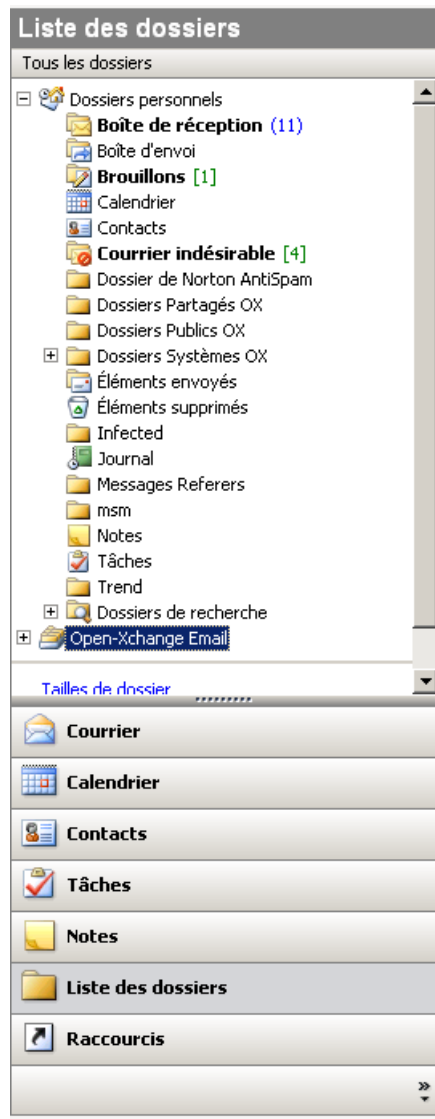 Liste des dossiers
Tous les dossiers
Dossiers personnels
Boîte de réception (11)
Boîte d'envoi
Brouillons [1]
Calendrier
Contacts
Courrier indésirable [4]
Dossier de Norton AntiSpam
Dossiers Partagés OX
Dossiers Publics OX
Dossiers Systèmes OX
Éléments envoyés
Éléments supprimés
Infected
Journal
Messages Referers
msm
Notes
Tâches
Trend
Dossiers de recherche
Open-Xchange Email
Tailles de dossier
Courrier
Calendrier
Contacts
Tâches
Notes
Liste des dossiers
Raccourcis